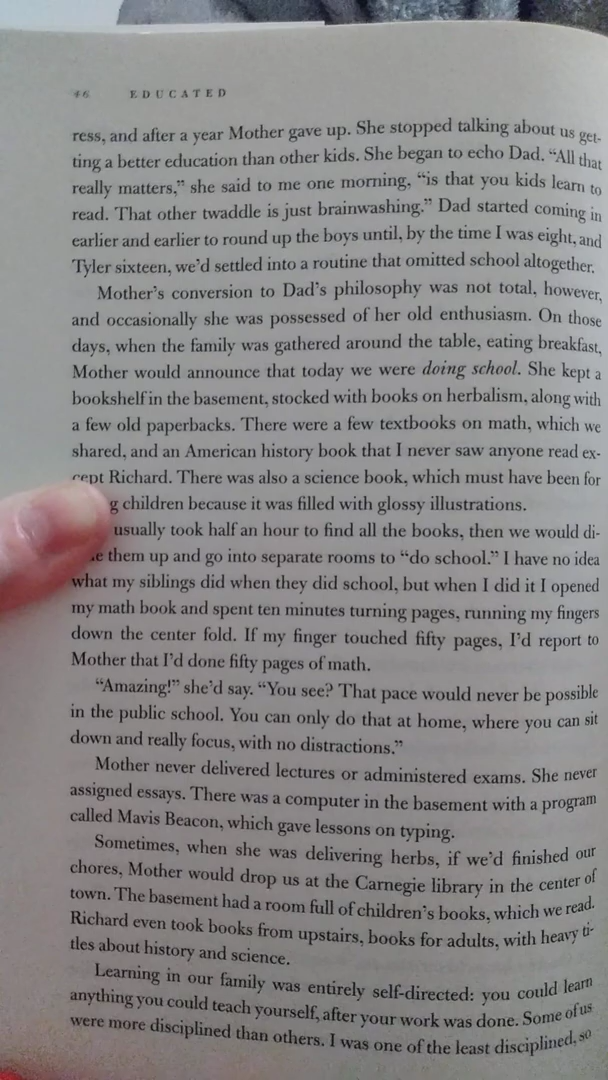 46 EDUCATED
ress, and after a year Mother gave up. She stopped talking about us get-
ting a better education than other kids. She began to echo Dad. “All that
really matters,” she said to me one morning, “is that you kids learn to
read. That other twaddle is just brainwashing.” Dad started coming in
earlier and earlier to round up the boys until, by the time I was eight, and
Tyler sixteen, we’d settled into a routine that omitted school altogether.
Mother’s conversion to Dad’s philosophy was not total, however,
and occasionally she was possessed of her old enthusiasm. On those
days, when the family was gathered around the table, eating breakfast,
Mother would announce that today we were doing school. She kept a
bookshelf in the basement, stocked with books on herbalism, along with
a few old paperbacks. There were a few textbooks on math, which we
shared, and an American history book that I never saw anyone read ex-
cept Richard. There was also a science book, which must have been for
g children because it was filled with glossy illustrations.
usually took half an hour to find all the books, then we would di-
e them up and go into separate rooms to “do school.” I have no idea
what my siblings did when they did school, but when I did it I opened
my math book and spent ten minutes turning pages, running my fingers
down the center fold. If my finger touched fifty pages, I’d report to
Mother that I’d done fifty pages of math.
“Amazing!” she’d say. “You see? That pace would never be possible
in the public school. You can only do that at home, where you can sit
down and really focus, with no distractions.”
Mother never delivered lectures or administered exams. She never
assigned essays. There was a computer in the basement with a program
called Mavis Beacon, which gave lessons on typing.
Sometimes, when she was delivering herbs, if we’d finished our
chores, Mother would drop us at the Carnegie library in the center of
town. The basement had a room full of children’s books, which we read.
Richard even took books from upstairs, books for adults, with heavy ti-
tles about history and science.
Learning in our family was entirely self-directed: you could learn
anything you could teach yourself, after your work was done. Some of us
were more disciplined than others. I was one of the least disciplined, so